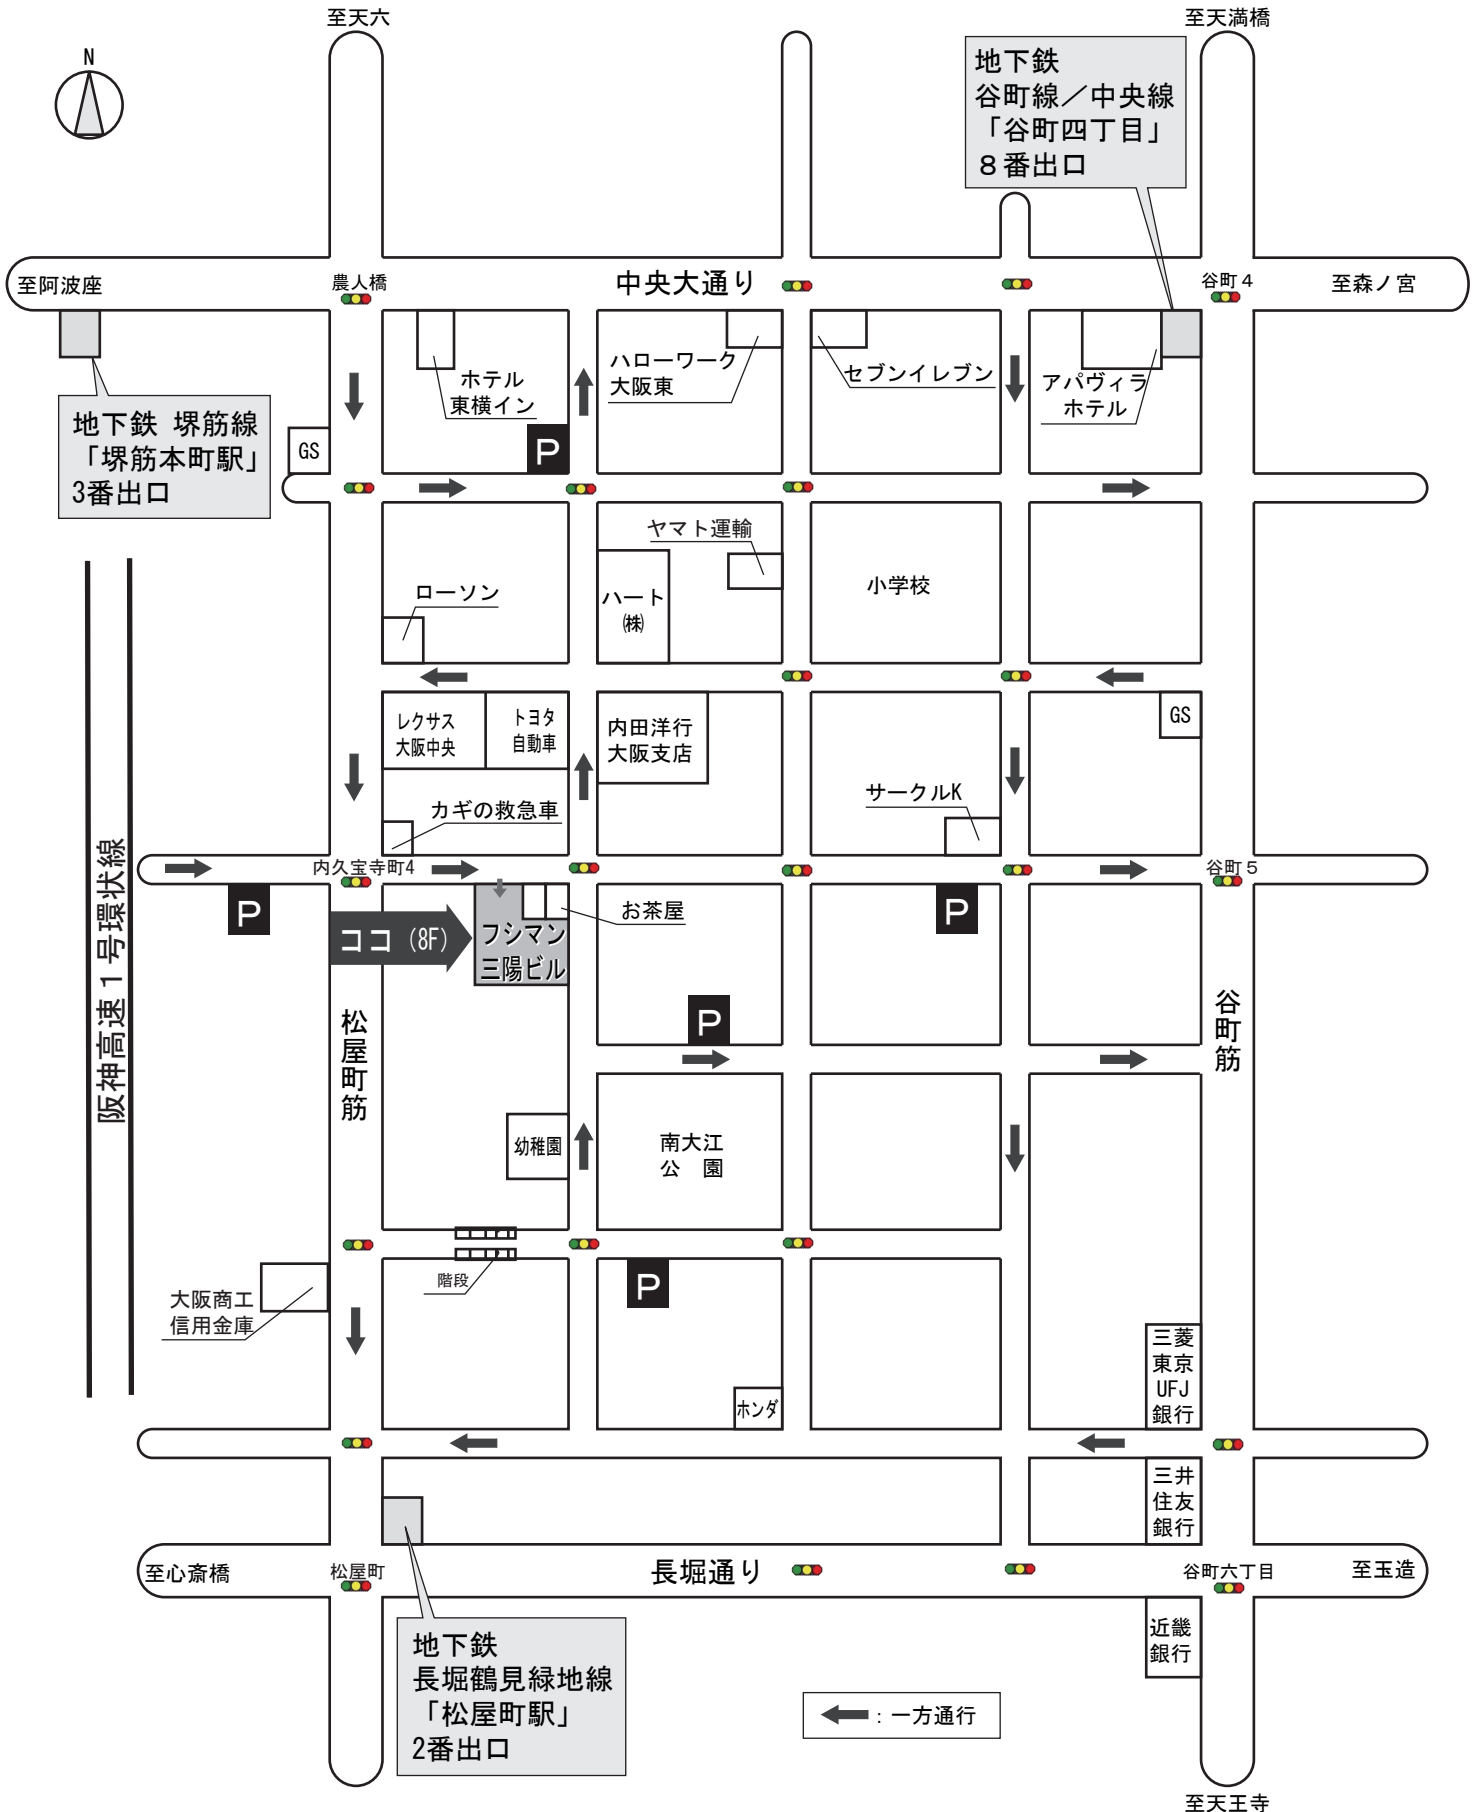 至天六
至天満橋
N
地下鉄
谷町線／中央線
「谷町四丁目」
８番出口
至阿波座
農人橋
中央大通り
谷町４
至森ノ宮
ホテル
東横イン
ハローワーク
大阪東
セブンイレブン
アパヴィラ
ホテル
地下鉄 堺筋線
「堺筋本町駅」
3番出口
GS
P
ヤマト運輸
ローソン
ハート
㈱
小学校
レクサス
大阪中央
トヨタ
自動車
内田洋行
大阪支店
GS
カギの救急車
サークルK
内久宝寺町4
谷町５
P
ココ (8F)
フシマン
三陽ビル
お茶屋
P
阪神高速１号環状線
松屋町筋
P
谷町筋
幼稚園
南大江
公　園
階段
P
大阪商工
信用金庫
三菱
東京
UFJ
銀行
ホンダ
三井
住友
銀行
至心斎橋
松屋町
長堀通り
谷町六丁目
至玉造
近畿
銀行
地下鉄
長堀鶴見緑地線
「松屋町駅」
2番出口
：一方通行
至天王寺